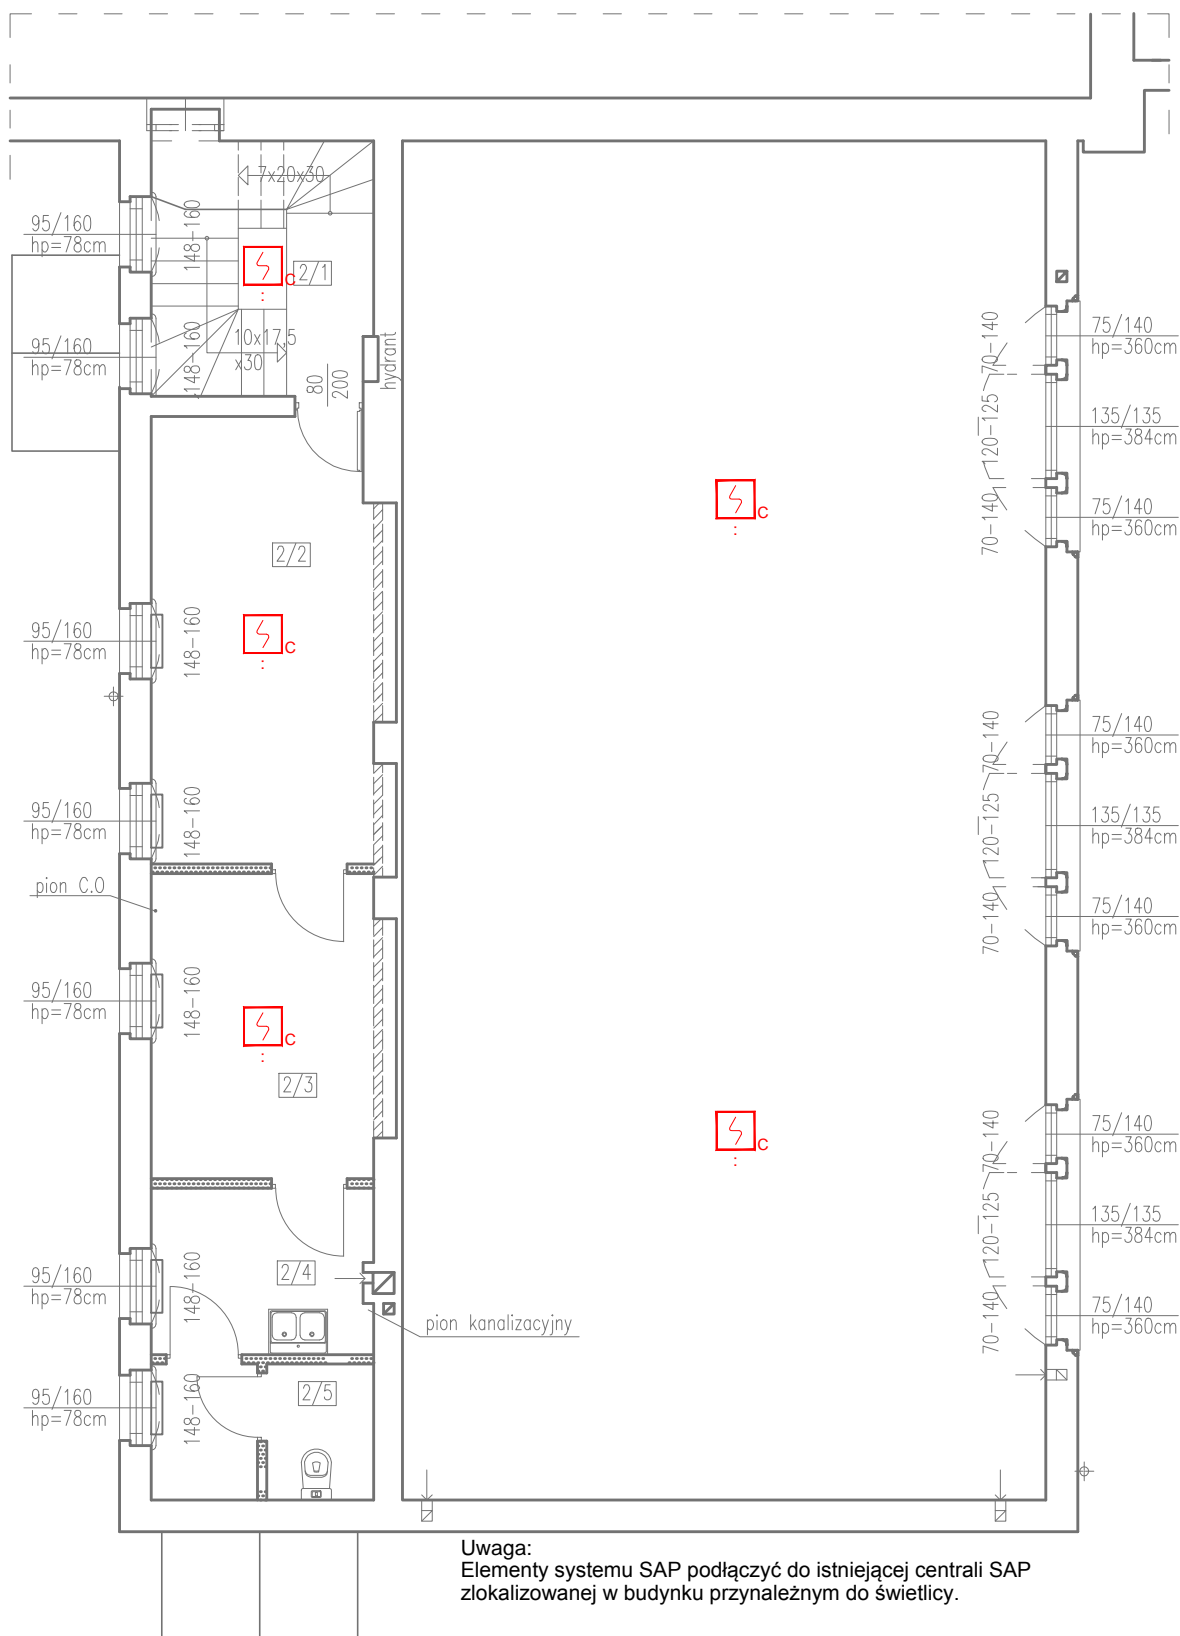 7x20x30
95/160
hp=78cm
148-160
C
:
2/1
95/160
hp=78cm
148-160
10x17,5
x30
80
200
hydrant
70-140
75/140
hp=360cm
120-125
135/135
hp=384cm
70-140
75/140
hp=360cm
C
:
2/2
95/160
hp=78cm
148-160
C
:
70-140
75/140
hp=360cm
95/160
hp=78cm
148-160
120-125
135/135
hp=384cm
pion C.O
70-140
75/140
hp=360cm
95/160
hp=78cm
148-160
C
:
2/3
70-140
75/140
hp=360cm
C
:
120-125
135/135
hp=384cm
95/160
hp=78cm
148-160
2/4
70-140
75/140
hp=360cm
pion kanalizacyjny
95/160
hp=78cm
148-160
2/5
Uwaga:
Elementy systemu SAP podłączyć do istniejącej centrali SAP
zlokalizowanej w budynku przynależnym do świetlicy.